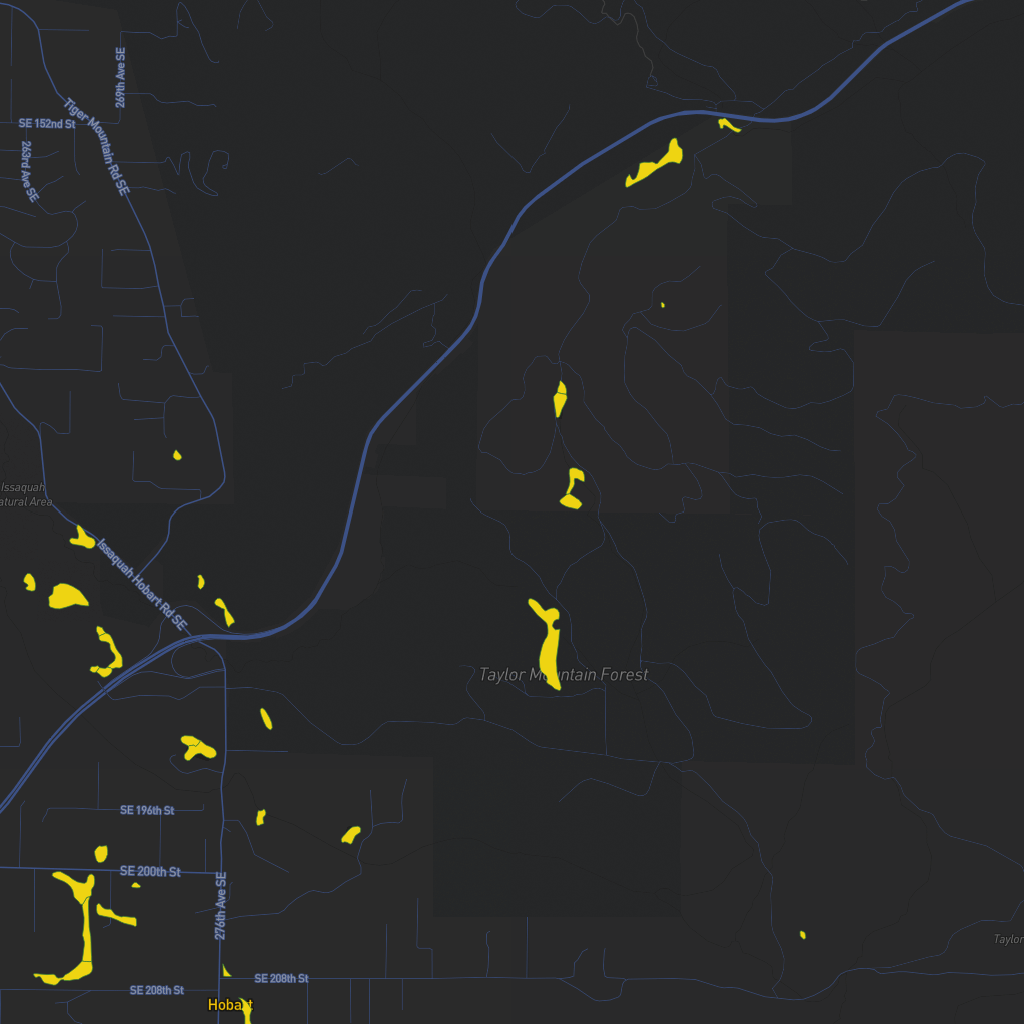 269th Ave SE
Tiger Mountain Rd SE
SE 152nd St
263rd Ave SE
Issaquah
atural Area
Issaquah Hobart Rd SE
Taylor Mountain Forest
SE 196th St
SE 200th St
276th Ave SE
Taylor
SE 208th St
SE 208th St
Hobart